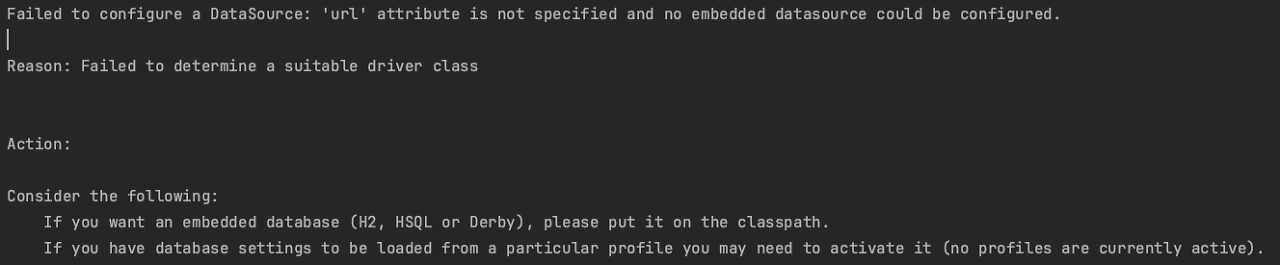 Failed to configure a DataSource: 'url' attribute is not specified and no embedded datasource could be configured.
Reason: Failed to determine a suitable driver class
Action:
Consider the following:
If you want an embedded database (H2, HSQL or Derby), please put it on the classpath.
If you have database settings to be loaded from a particular profile you may need to activate it (no profiles are currently active).